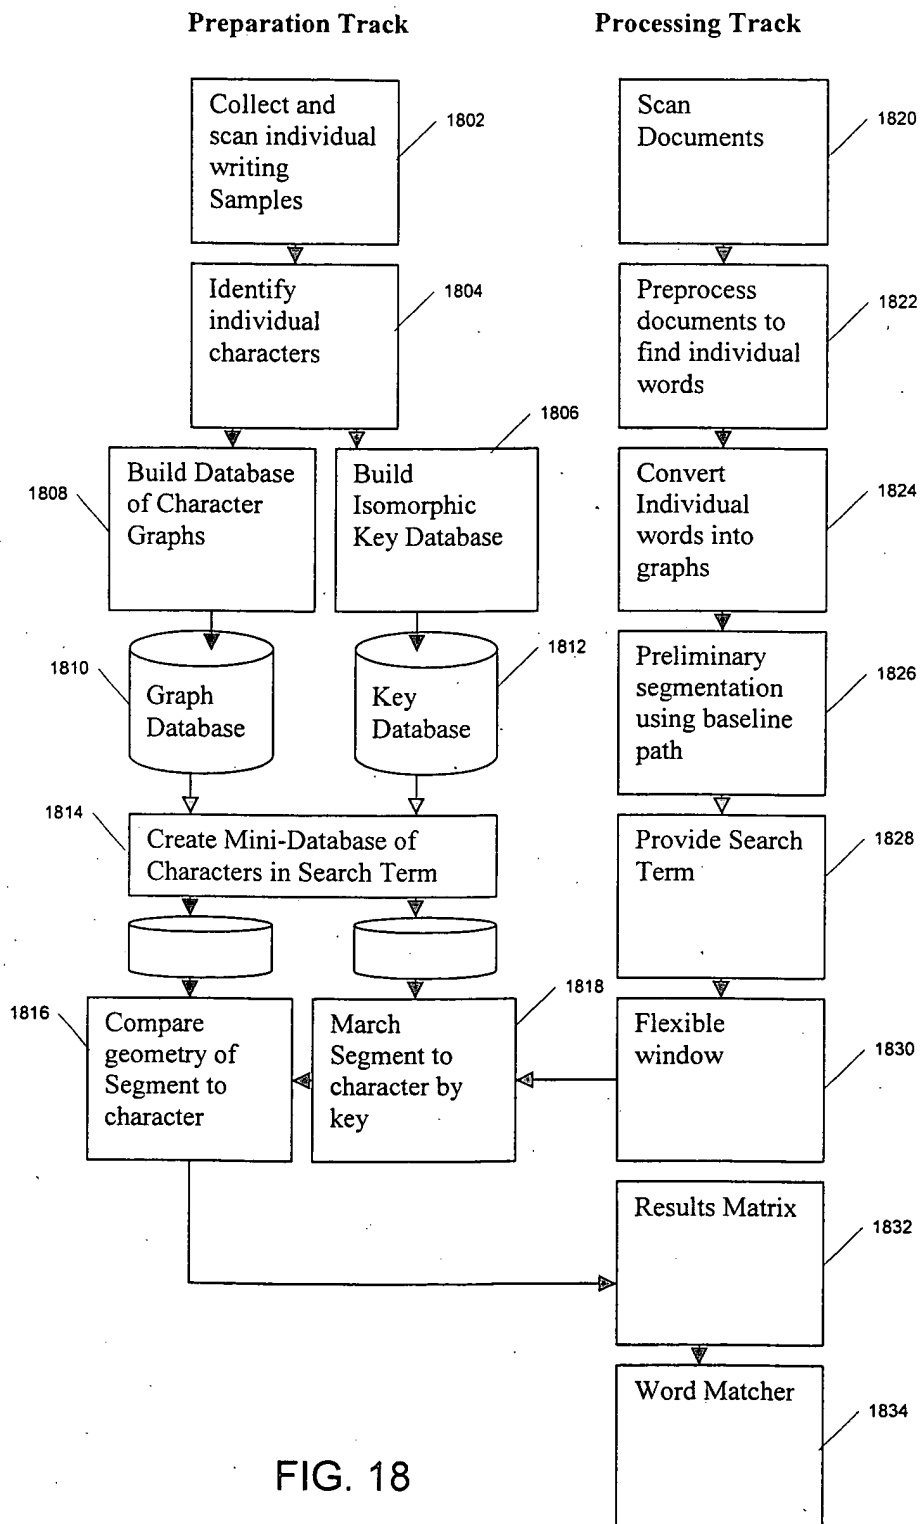 Preparation Track
Processing Track
Collect and
scan individual
writing
Samples
1802
Scan
Documents
1820
Identify
individual
characters
1804
Preprocess
documents to
find individual
words
1822
1806
1808
Build Database
of Character
Graphs
Build
Isomorphic
Key Database
Convert
Individual
words into
graphs
1824
1810
Graph
Database
Key
Database
1812
Preliminary
segmentation
using baseline
path
1826
1814
Create Mini-Database of
Characters in Search Term
Provide Search
Term
1828
1816
Compare
geometry of
Segment to
character
March
Segment to
character by
key
1818
Flexible
window
1830
Results Matrix
1832
Word Matcher
1834
FIG. 18